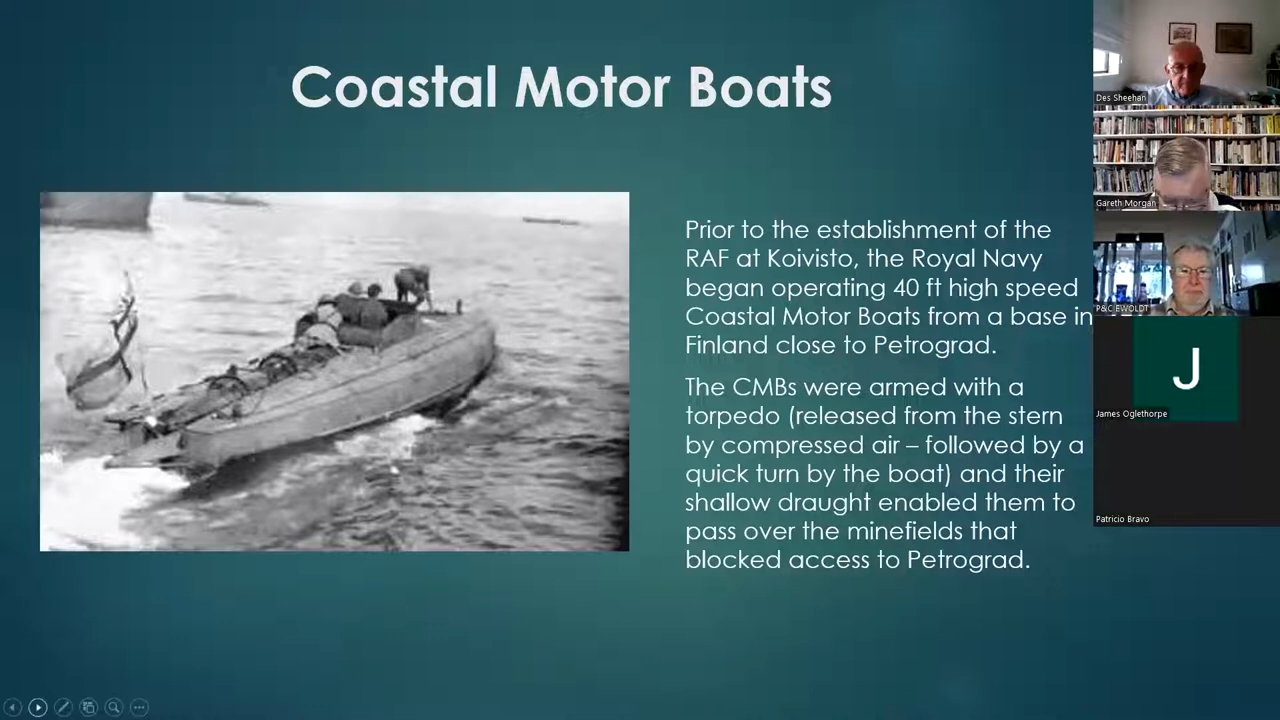 Coastal Motor Boats
Prior to the establishment of the
RAF at Koivisto, the Royal Navy
began operating 40 ft high speed
Coastal Motor Boats from a base in
Finland close to Petrograd.
The CMBs were armed with a
torpedo (released from the stern
by compressed air – followed by a
quick turn by the boat) and their
shallow draught enabled them to
pass over the minefields that
blocked access to Petrograd.
Des Sheehan
Gareth Morgan
P&C EWOLDT
J
James Oglethorpe
Patricio Bravo